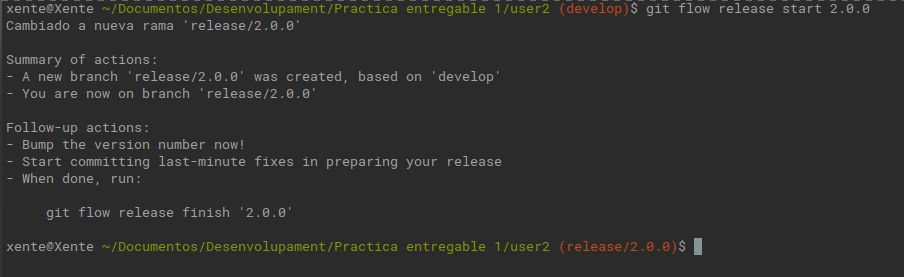 xente@Xente ~/Documentos/Desenvolupament/Practica entregable 1/user2 (develop)$ git flow release start 2.0.0
Cambiado a nueva rama 'release/2.0.0'
Summary of actions:
- A new branch 'release/2.0.0' was created, based on 'develop'
- You are now on branch 'release/2.0.0'
Follow-up actions:
- Bump the version number now!
- Start committing last-minute fixes in preparing your release
- When done, run:
git flow release finish '2.0.0'
xente@Xente ~/Documentos/Desenvolupament/Practica entregable 1/user2 (release/2.0.0)$